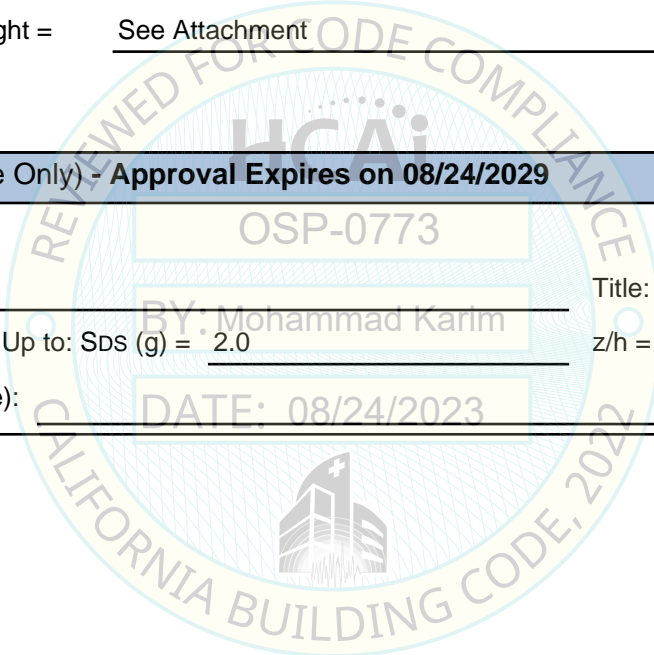 ght = See Attachment
REVIEWED FOR CODE COMPLIANCE
HCAi
e Only) - Approval Expires on 08/24/2029
OSP-0773
Title:
BY: Mohammad Karim
Up to: SDS (g) = 2.0 z/h =
e):
DATE: 08/24/2023
CALIFORNIA BUILDING CODE, 2022